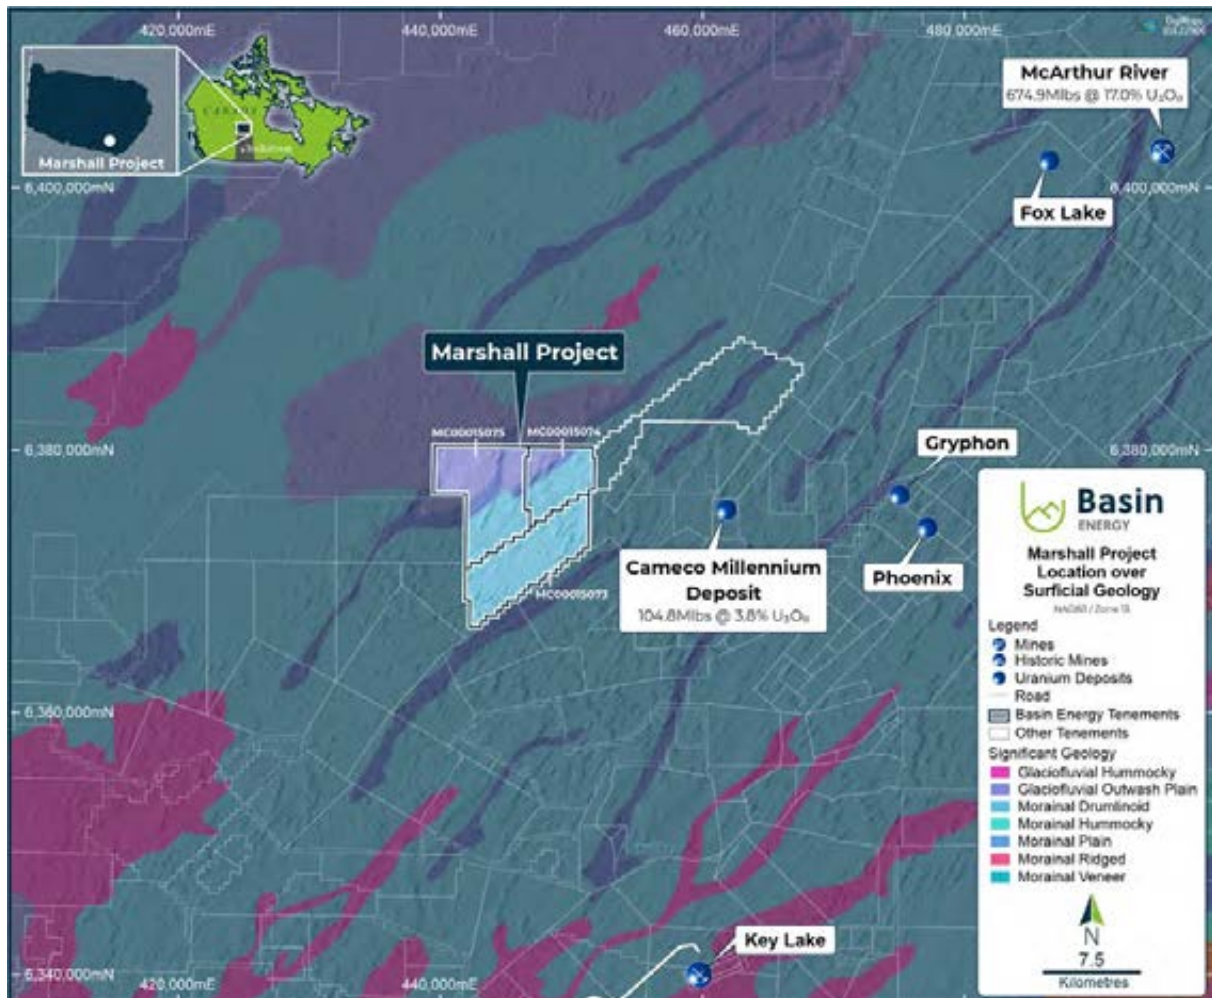 420,000mE
440,000mE
460,000mE
480,000mE
McArthur River
674.9Mlbs @ 17.0% U₃O₈
CANADA
Marshall Project
6,400,000mN
6,400,000mN
Fox Lake
Marshall Project
MC00015075
MC00015074
6,380,000mN
6,380,000mN
Gryphon
Phoenix
Cameco Millennium
Deposit
104.8Mlbs @ 3.8% U₃O₈
MC00015073
Basin
ENERGY
Marshall Project
Location over
Surficial Geology
Legend
Mines
Historic Mines
Uranium Deposits
Road
Basin Energy Tenements
Other Tenements
Significant Geology
Glaciofluvial Hummocky
Glaciofluvial Outwash Plain
Morainal Drumlinoid
Morainal Hummocky
Morainal Plain
Morainal Ridged
Morainal Veneer
N
7.5
Kilometres
6,360,000mN
Key Lake
6,340,000mN
420,000mE
440,000mE